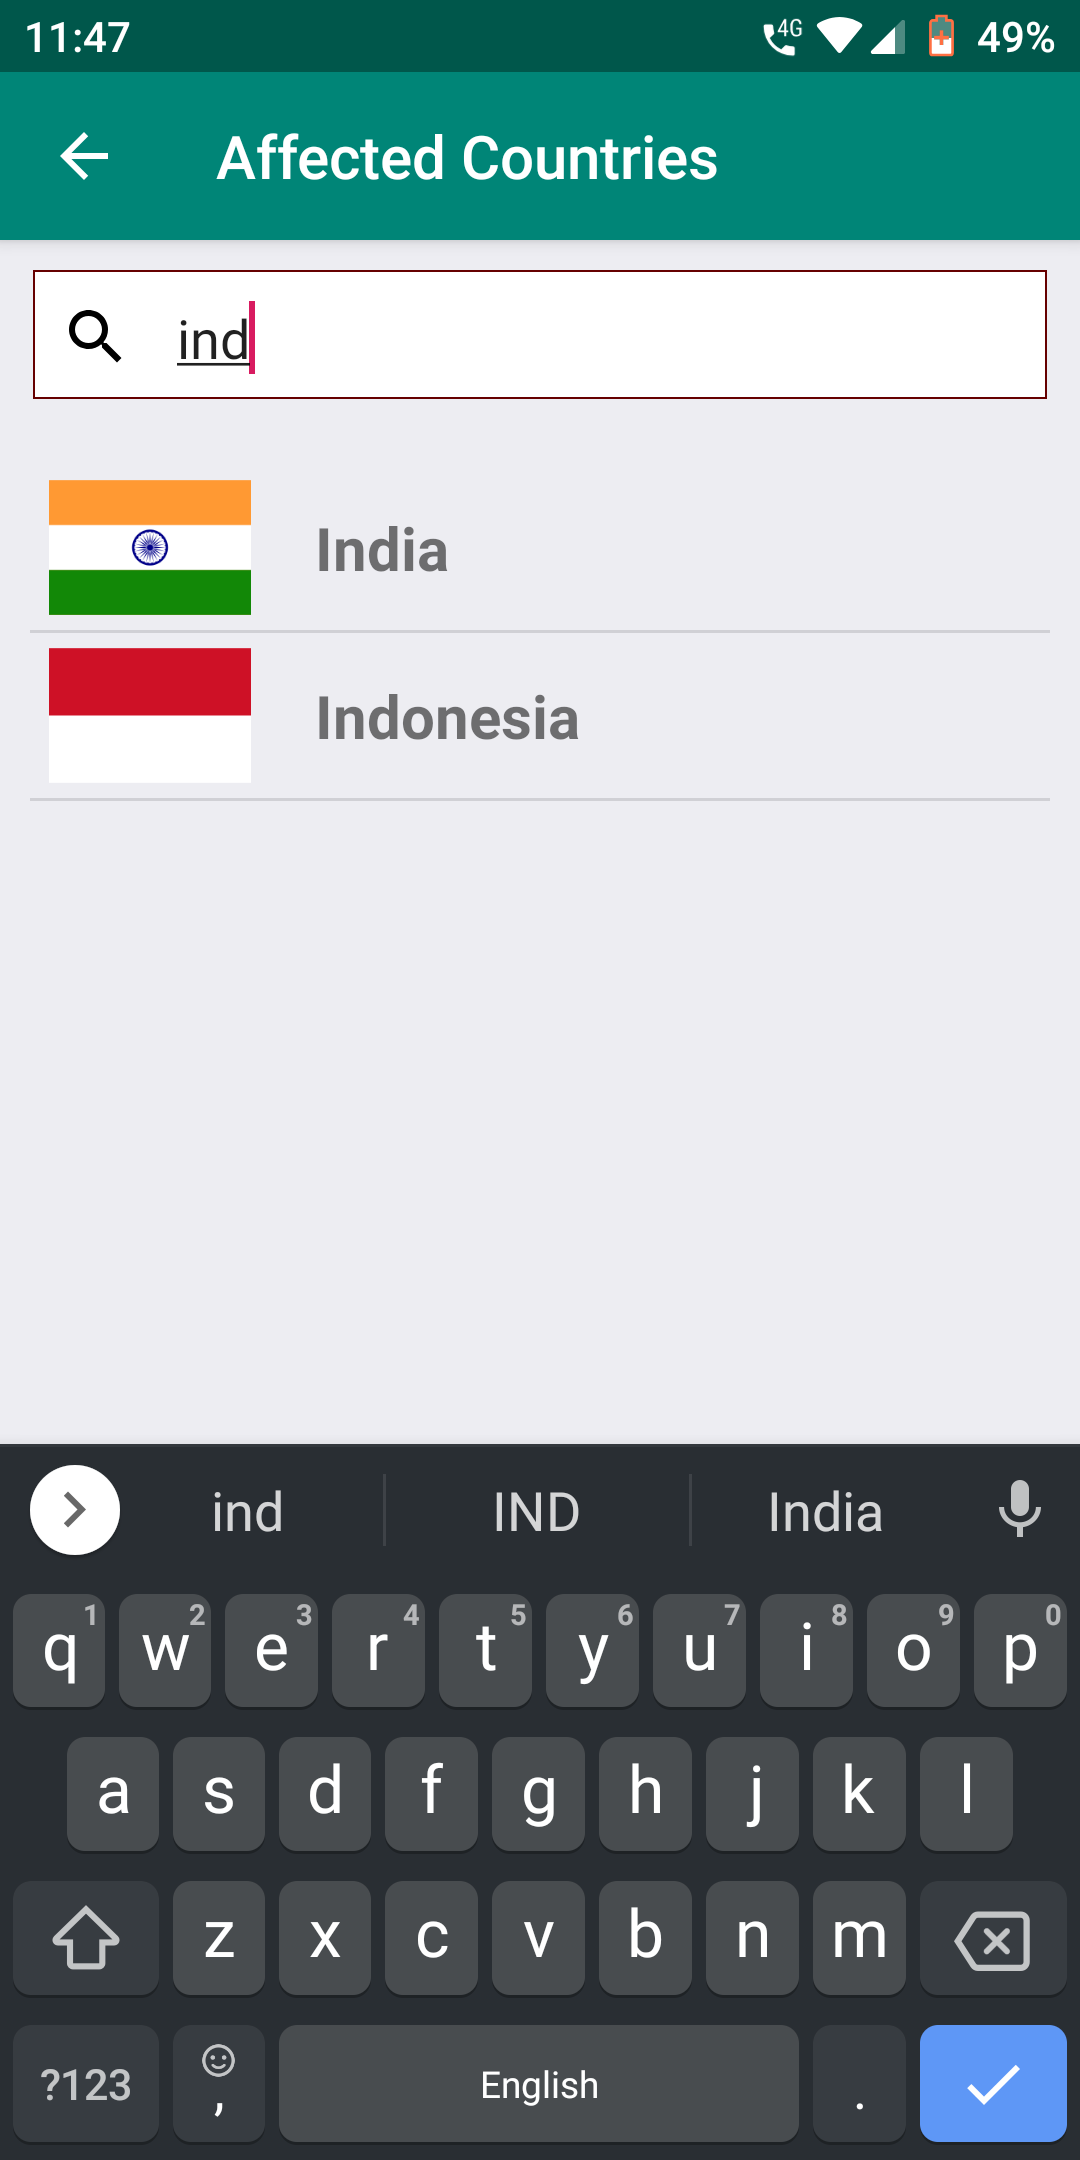 11:47 4G 49%
Affected Countries
ind
India
Indonesia
ind IND India
q 1 w 2 e 3 r 4 t 5 y 6 u 7 i 8 o 9 p 0
a s d f g h j k l
z x c v b n m
?123 , English .